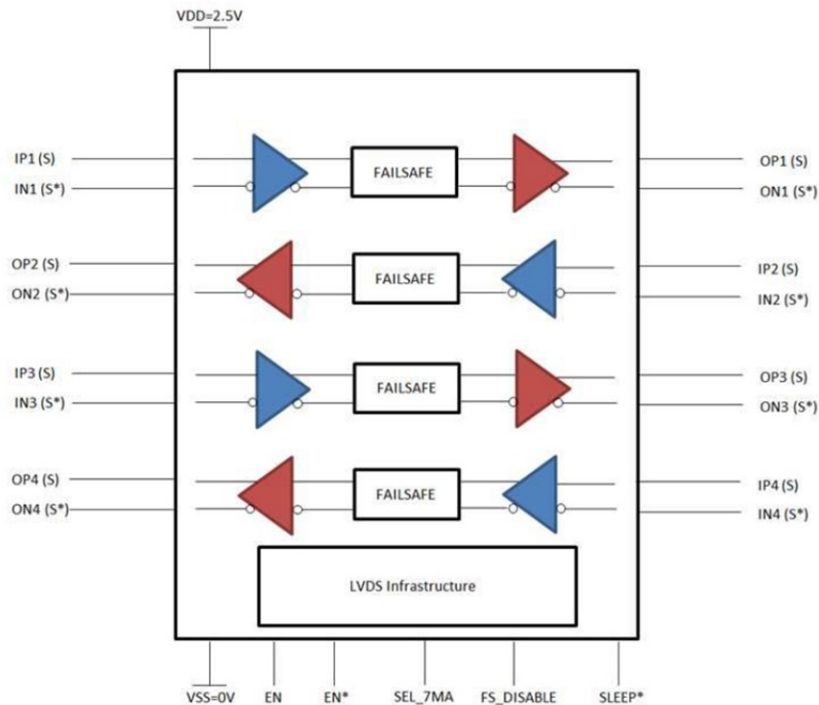 VDD=2.5V
IP1 (S)
FAILSAFE
OP1 (S)
IN1 (S*)
ON1 (S*)
OP2 (S)
FAILSAFE
IP2 (S)
ON2 (S*)
IN2 (S*)
IP3 (S)
FAILSAFE
OP3 (S)
IN3 (S*)
ON3 (S*)
OP4 (S)
FAILSAFE
IP4 (S)
ON4 (S*)
IN4 (S*)
LVDS Infrastructure
VSS=0V EN EN* SEL_7MA FS_DISABLE SLEEP*